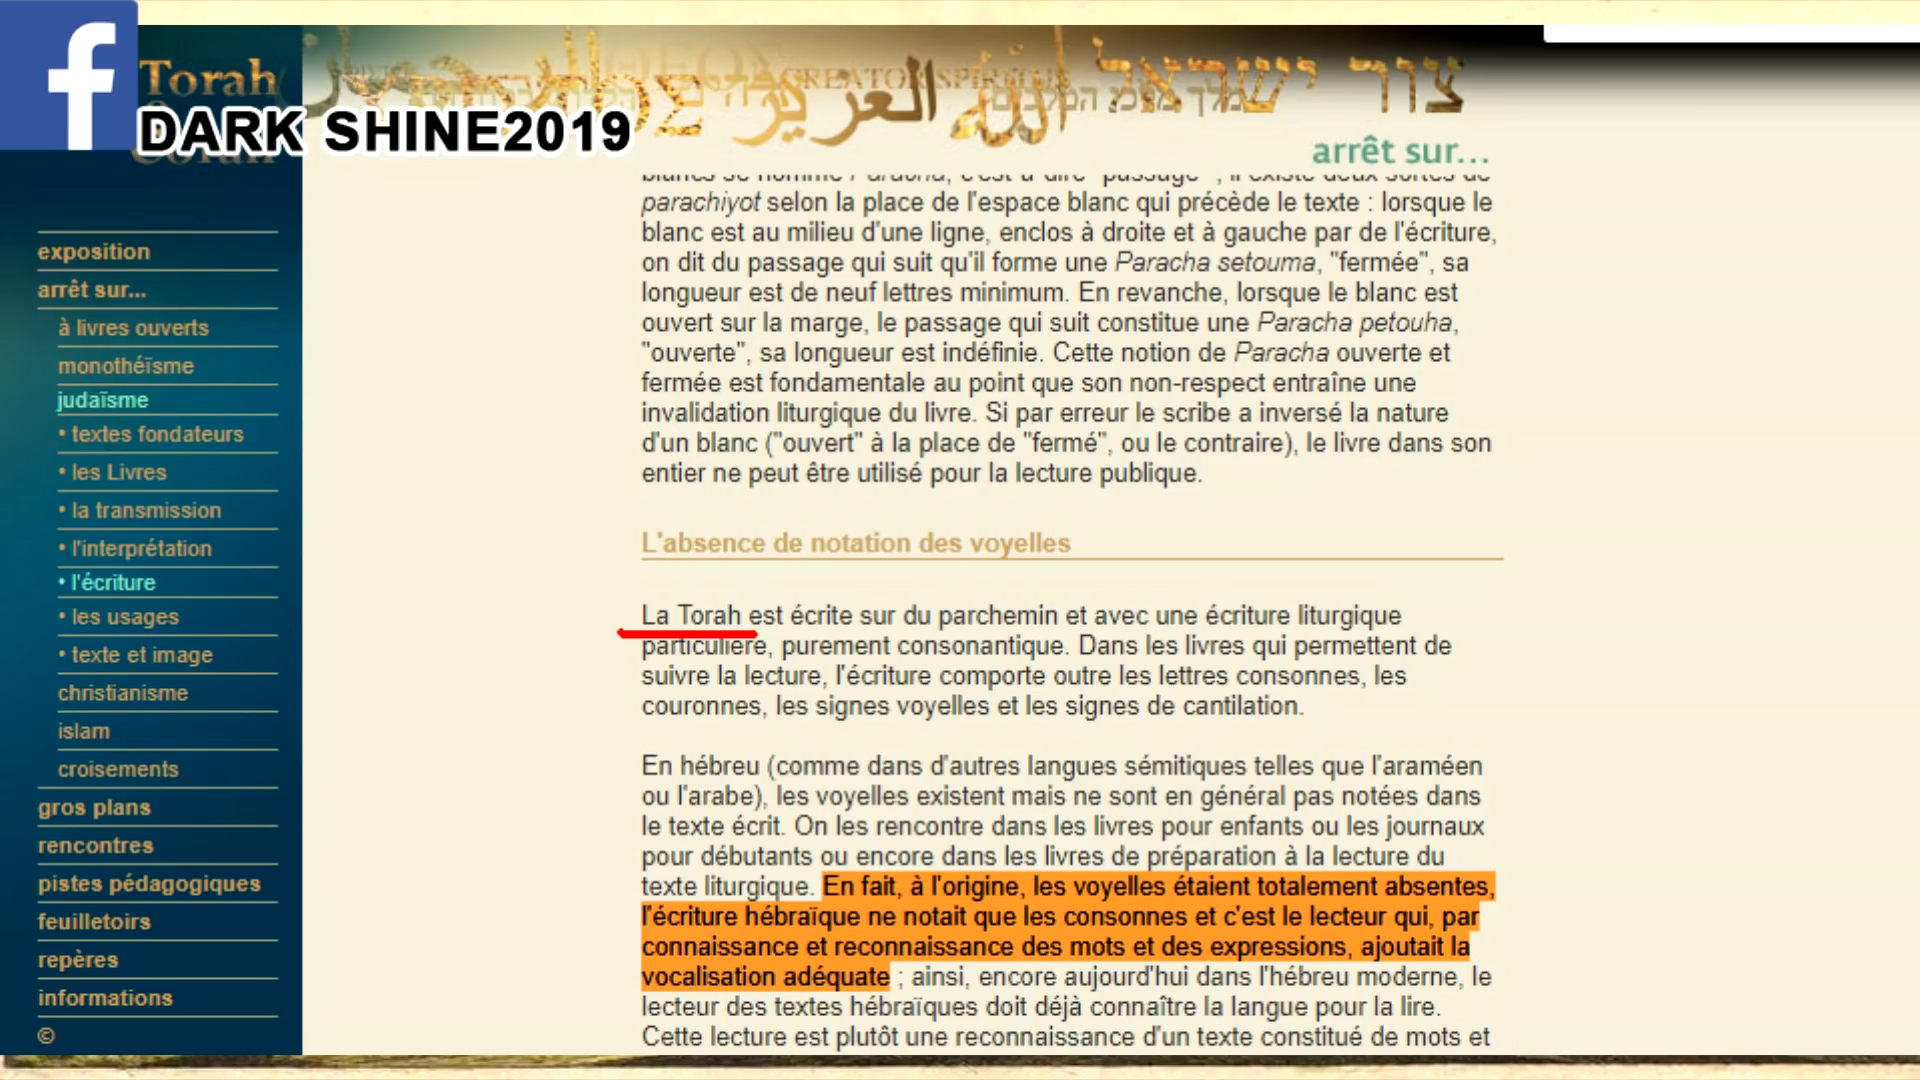 f
DARK SHINE2019
Torah
CREATOR SPIRITUS
العزيز
الله
צור ישראל
arrêt sur...
exposition
arrêt sur...
à livres ouverts
monothéïsme
judaïsme
• textes fondateurs
• les Livres
• la transmission
• l'interprétation
• l'écriture
• les usages
• texte et image
christianisme
islam
croisements
gros plans
rencontres
pistes pédagogiques
feuilletoirs
repères
informations
©
parachiyot selon la place de l'espace blanc qui précède le texte : lorsque le
blanc est au milieu d'une ligne, enclos à droite et à gauche par de l'écriture,
on dit du passage qui suit qu'il forme une Paracha setouma, "fermée", sa
longueur est de neuf lettres minimum. En revanche, lorsque le blanc est
ouvert sur la marge, le passage qui suit constitue une Paracha petouha,
"ouverte", sa longueur est indéfinie. Cette notion de Paracha ouverte et
fermée est fondamentale au point que son non-respect entraîne une
invalidation liturgique du livre. Si par erreur le scribe a inversé la nature
d'un blanc ("ouvert" à la place de "fermé", ou le contraire), le livre dans son
entier ne peut être utilisé pour la lecture publique.
L'absence de notation des voyelles
La Torah est écrite sur du parchemin et avec une écriture liturgique
particulière, purement consonantique. Dans les livres qui permettent de
suivre la lecture, l'écriture comporte outre les lettres consonnes, les
couronnes, les signes voyelles et les signes de cantilation.
En hébreu (comme dans d'autres langues sémitiques telles que l'araméen
ou l'arabe), les voyelles existent mais ne sont en général pas notées dans
le texte écrit. On les rencontre dans les livres pour enfants ou les journaux
pour débutants ou encore dans les livres de préparation à la lecture du
texte liturgique. En fait, à l'origine, les voyelles étaient totalement absentes,
l'écriture hébraïque ne notait que les consonnes et c'est le lecteur qui, par
connaissance et reconnaissance des mots et des expressions, ajoutait la
vocalisation adéquate ; ainsi, encore aujourd'hui dans l'hébreu moderne, le
lecteur des textes hébraïques doit déjà connaître la langue pour la lire.
Cette lecture est plutôt une reconnaissance d'un texte constitué de mots et